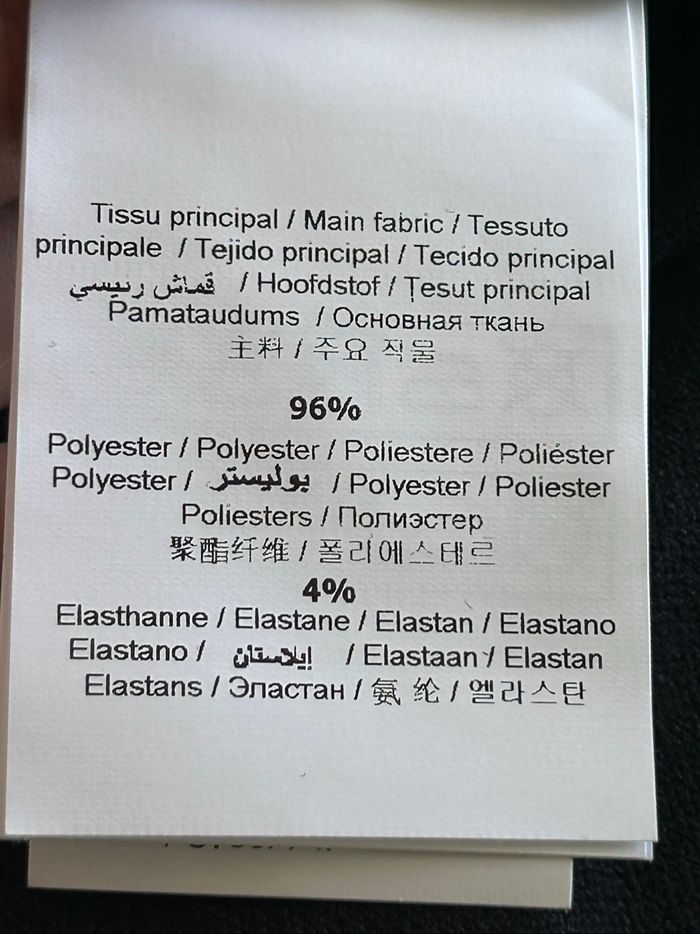 Tissu principal / Main fabric / Tessuto
principale / Tejido principal / Tecido principal
قماش رئيسي / Hoofdstof / Țesut principal
Pamataudums / Основная ткань
主料 / 주요 직물
96%
Polyester / Polyester / Poliestere / Poliéster
Polyester / بوليستر / Polyester / Poliester
Poliesters / Полиэстер
聚酯纤维 / 폴리에스테르
4%
Elasthanne / Elastane / Elastan / Elastano
Elastano / إيلاستان / Elastaan / Elastan
Elastans / Эластан / 氨 纶 / 엘라스탄